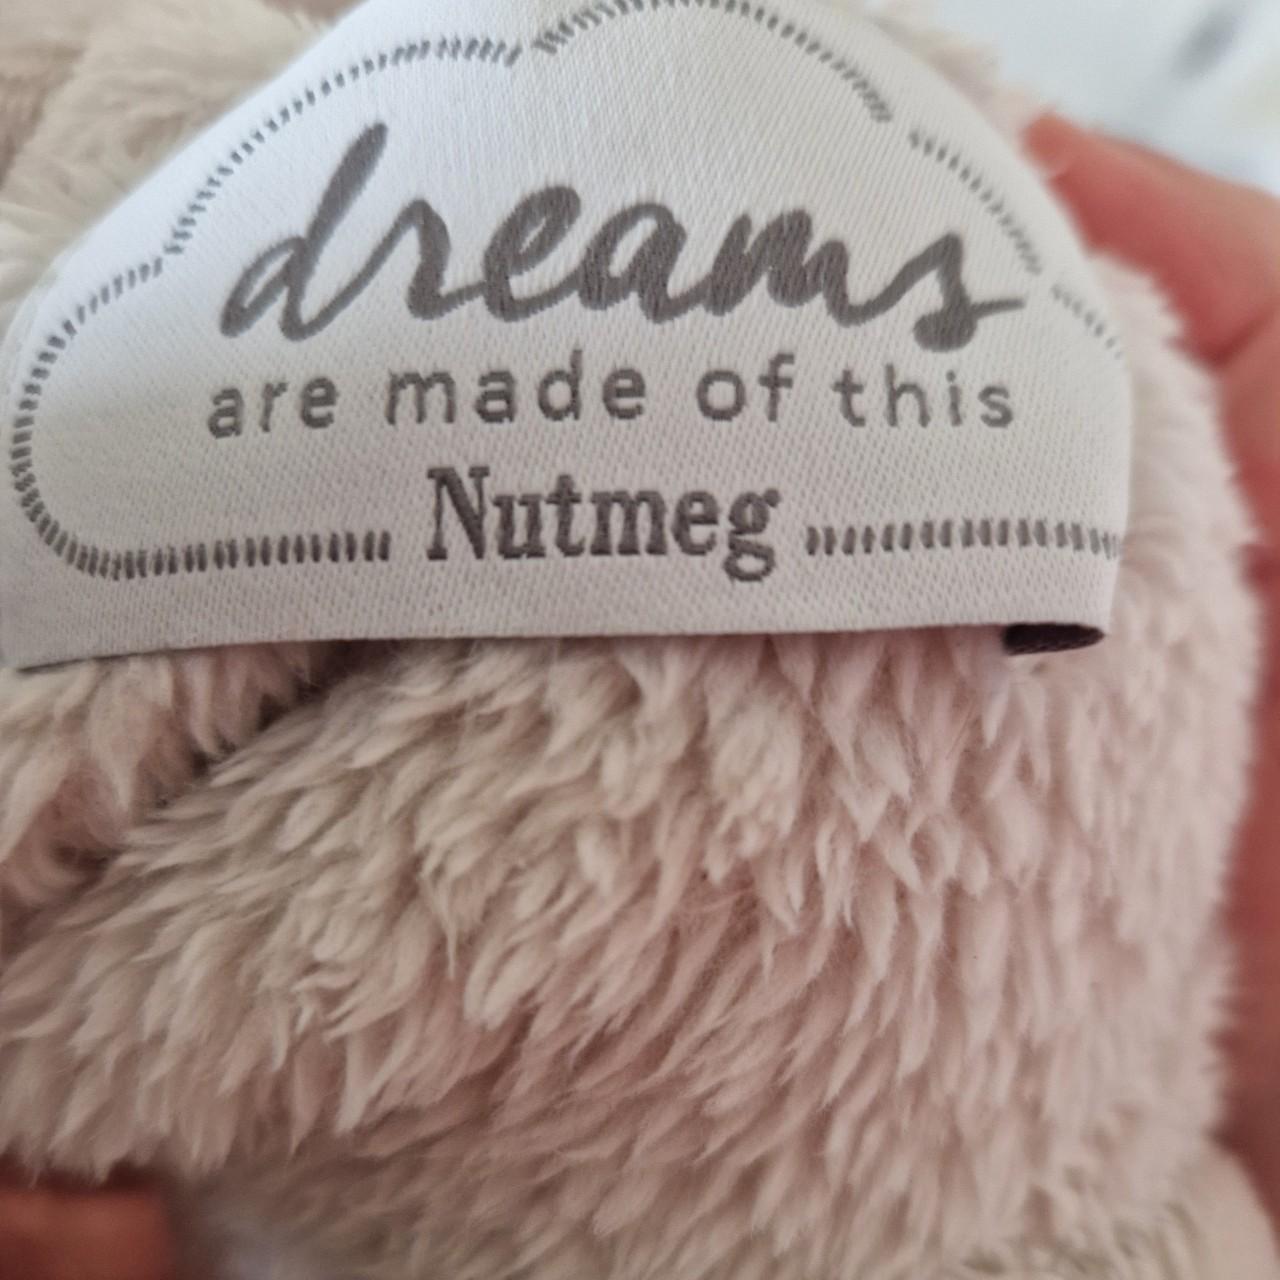 dreams
are made of this
Nutmeg